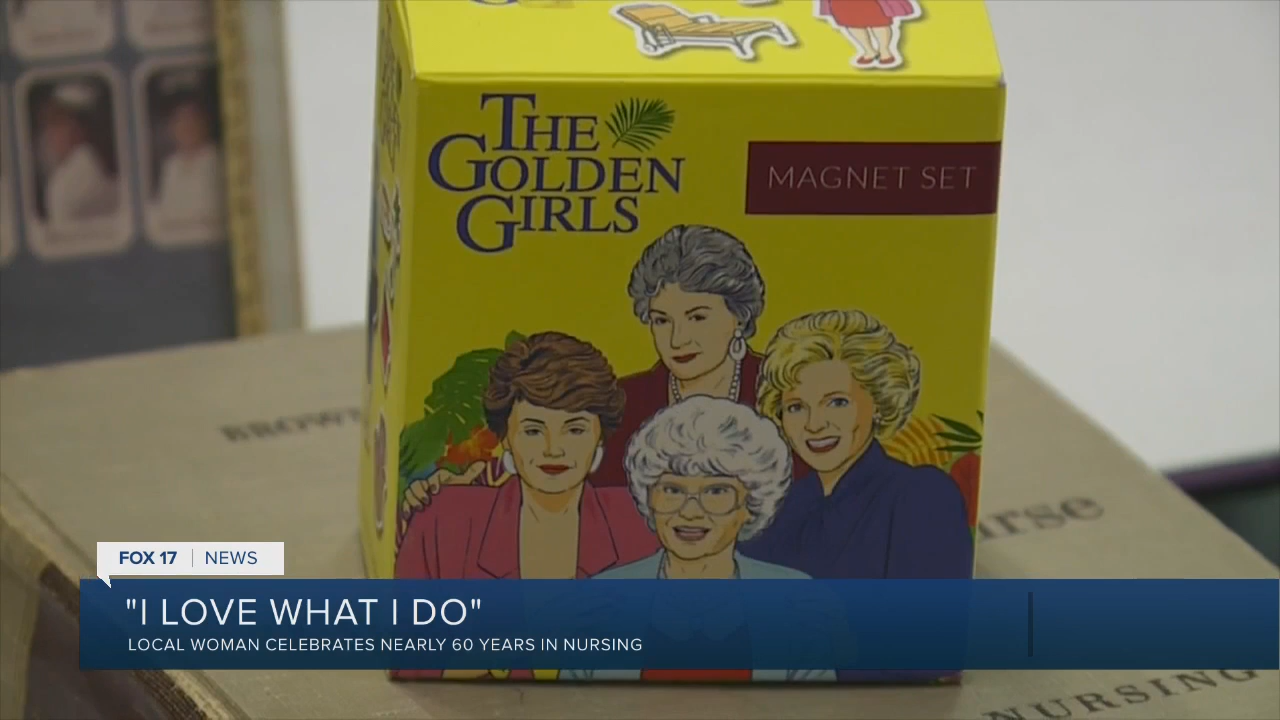 THE
GOLDEN
GIRLS
MAGNET SET
NURSING
FOX 17 | NEWS
"I LOVE WHAT I DO"
LOCAL WOMAN CELEBRATES NEARLY 60 YEARS IN NURSING